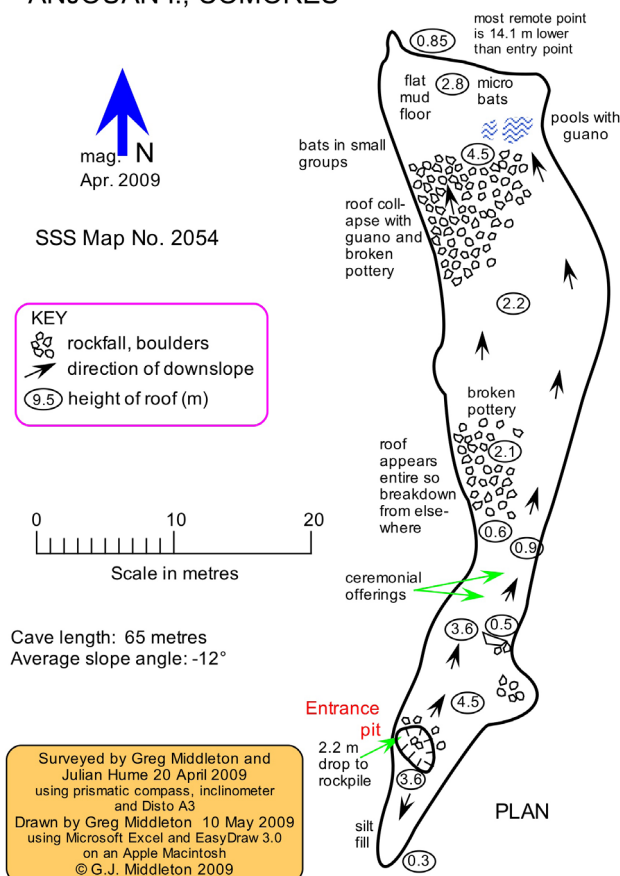 ANJOUAN I., COMORES
most remote point
is 14.1 m lower
than entry point
0.85
flat
mud
floor
2.8
micro
bats
pools with
guano
mag. N
Apr. 2009
bats in small
groups
4.5
roof coll-
apse with
guano and
broken
pottery
SSS Map No. 2054
2.2
KEY
rockfall, boulders
direction of downslope
9.5 height of roof (m)
broken
pottery
2.1
roof
appears
entire so
breakdown
from else-
where
0.6
0.9
0 10 20
Scale in metres
ceremonial
offerings
Cave length: 65 metres
Average slope angle: -12°
3.6
0.5
4.5
Entrance
pit
2.2 m
drop to
rockpile
3.6
silt
fill
0.3
PLAN
Surveyed by Greg Middleton and
Julian Hume 20 April 2009
using prismatic compass, inclinometer
and Disto A3
Drawn by Greg Middleton 10 May 2009
using Microsoft Excel and EasyDraw 3.0
on an Apple Macintosh
© G.J. Middleton 2009